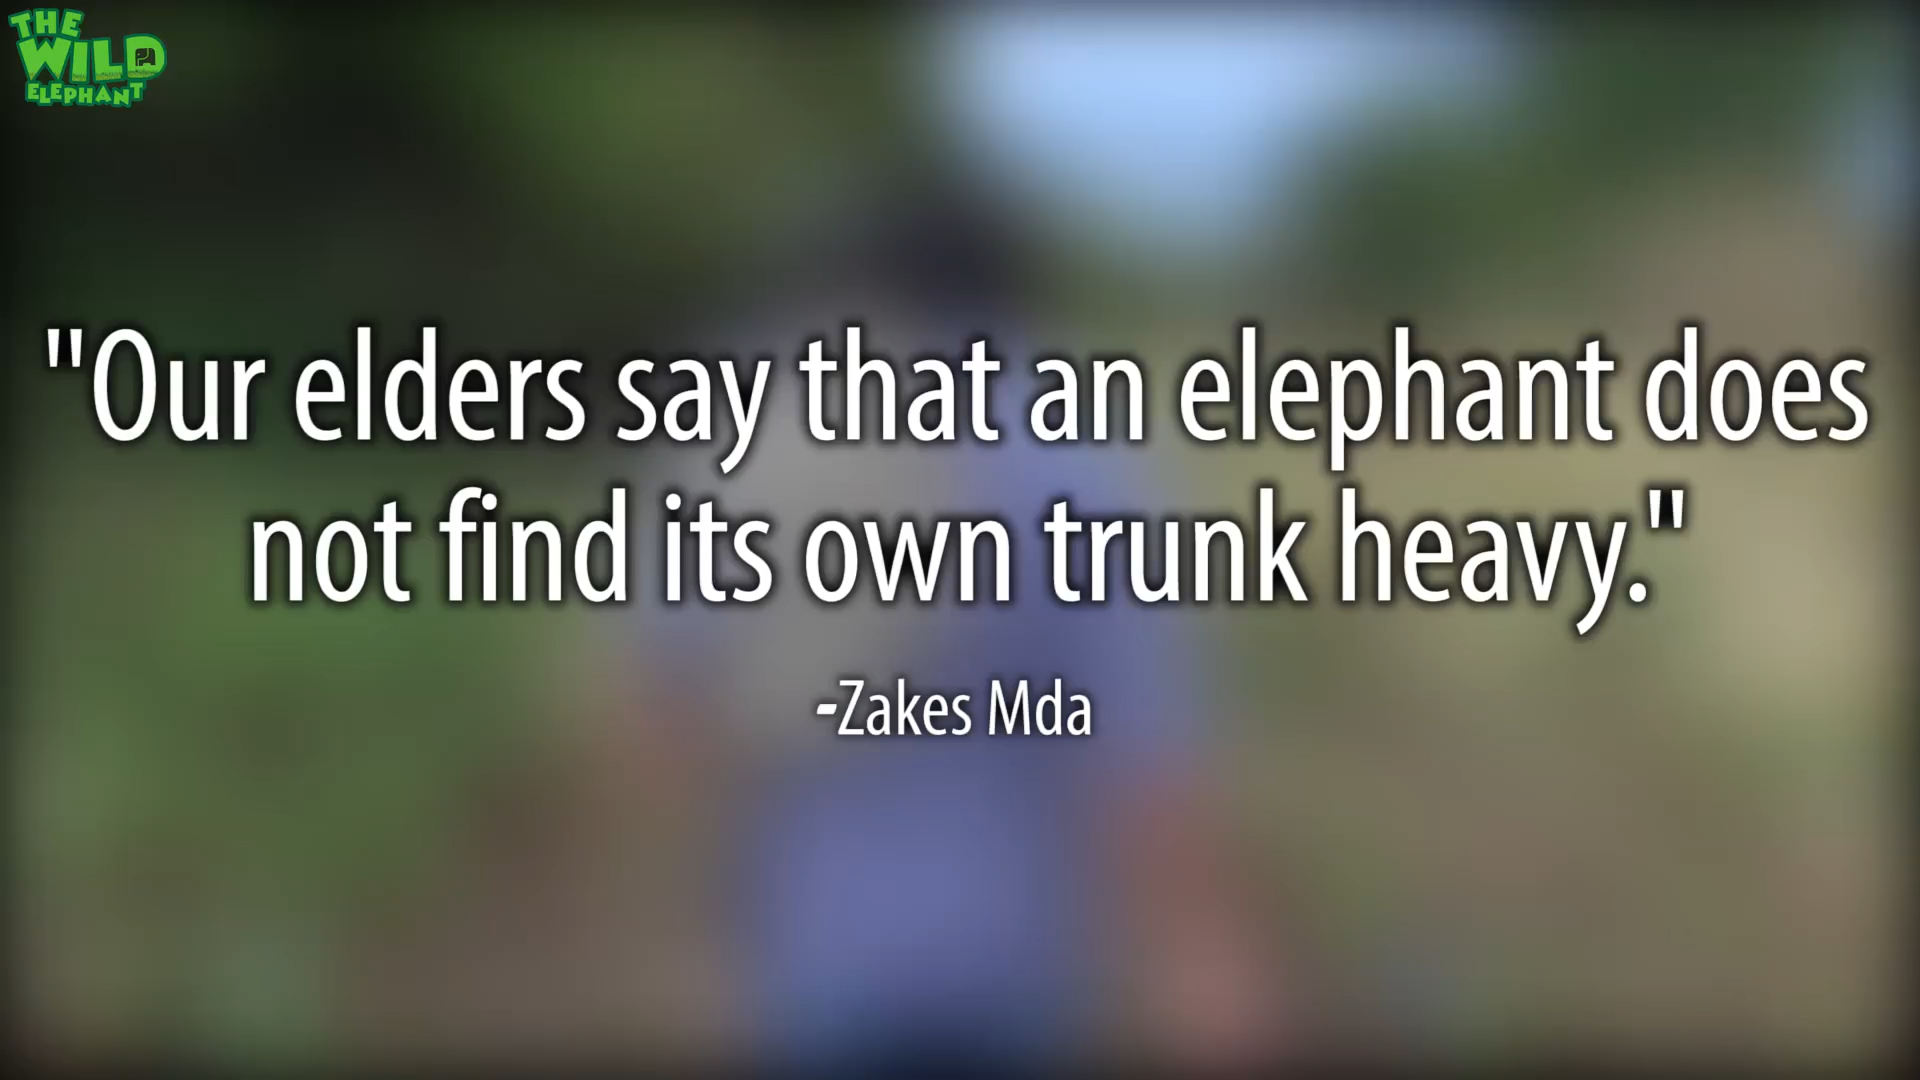 THE
WILD
ELEPHANT
"Our elders say that an elephant does
not find its own trunk heavy."
-Zakes Mda